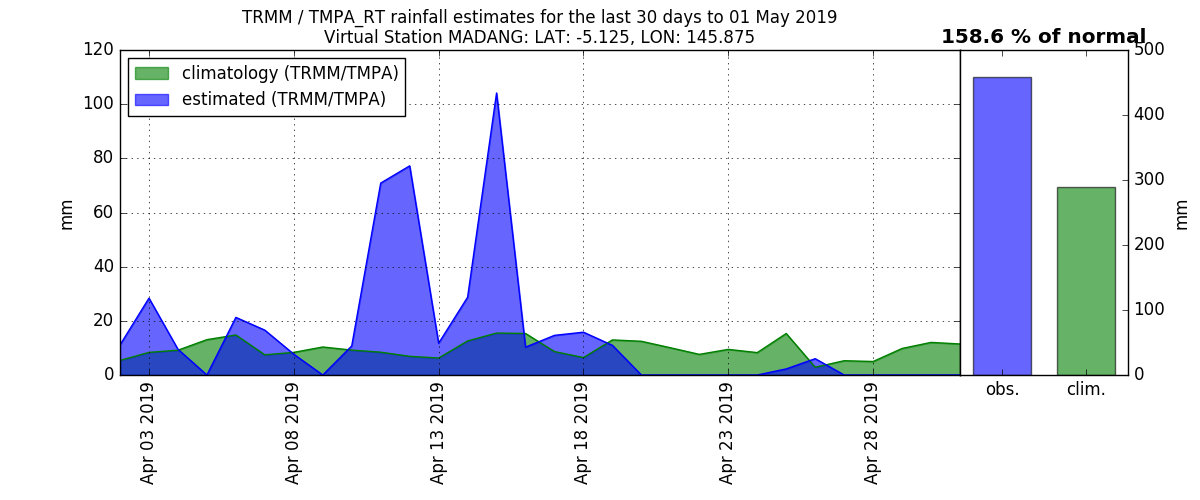 TRMM / TMPA_RT rainfall estimates for the last 30 days to 01 May 2019
Virtual Station MADANG: LAT: -5.125, LON: 145.875
158.6 % of normal
climatology (TRMM/TMPA)
estimated (TRMM/TMPA)
mm
120
100
80
60
40
20
0
Apr 03 2019
Apr 08 2019
Apr 13 2019
Apr 18 2019
Apr 23 2019
Apr 28 2019
500
400
300
200
100
0
mm
obs.
clim.